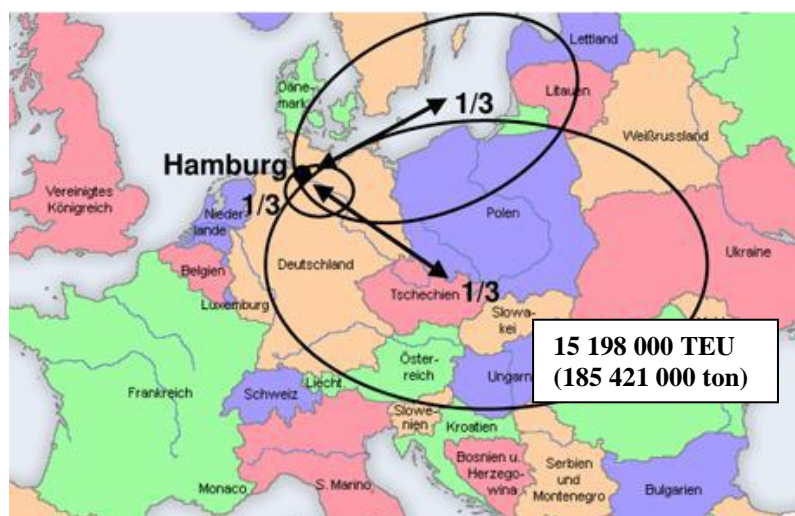 Lettland
Däne-
mark
1/3
Litauen
Weißrussland
Hamburg
Vereinigtes
Königreich
1/3
Nieder
lande
Polen
Ukraine
Belgien
Deutschland
Tschechien
1/3
Luxemburg
Slowa-
kei
15 198 000 TEU
(185 421 000 ton)
Öster-
reich
Ungarn
Frankreich
Schweiz
Liecht.
Slowe-
nien
Kroatien
Bosnien u.
Herzego-
wina
Serbien
und
Montenegro
Monaco
S. Marino
Bulgarien